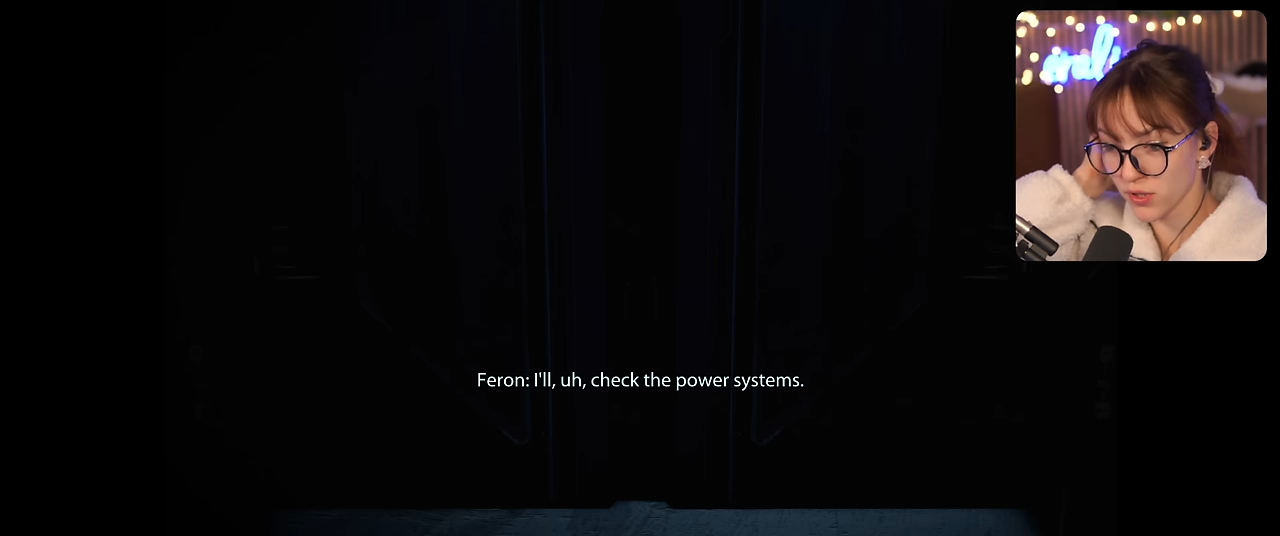 Feron: I'll, uh, check the power systems.